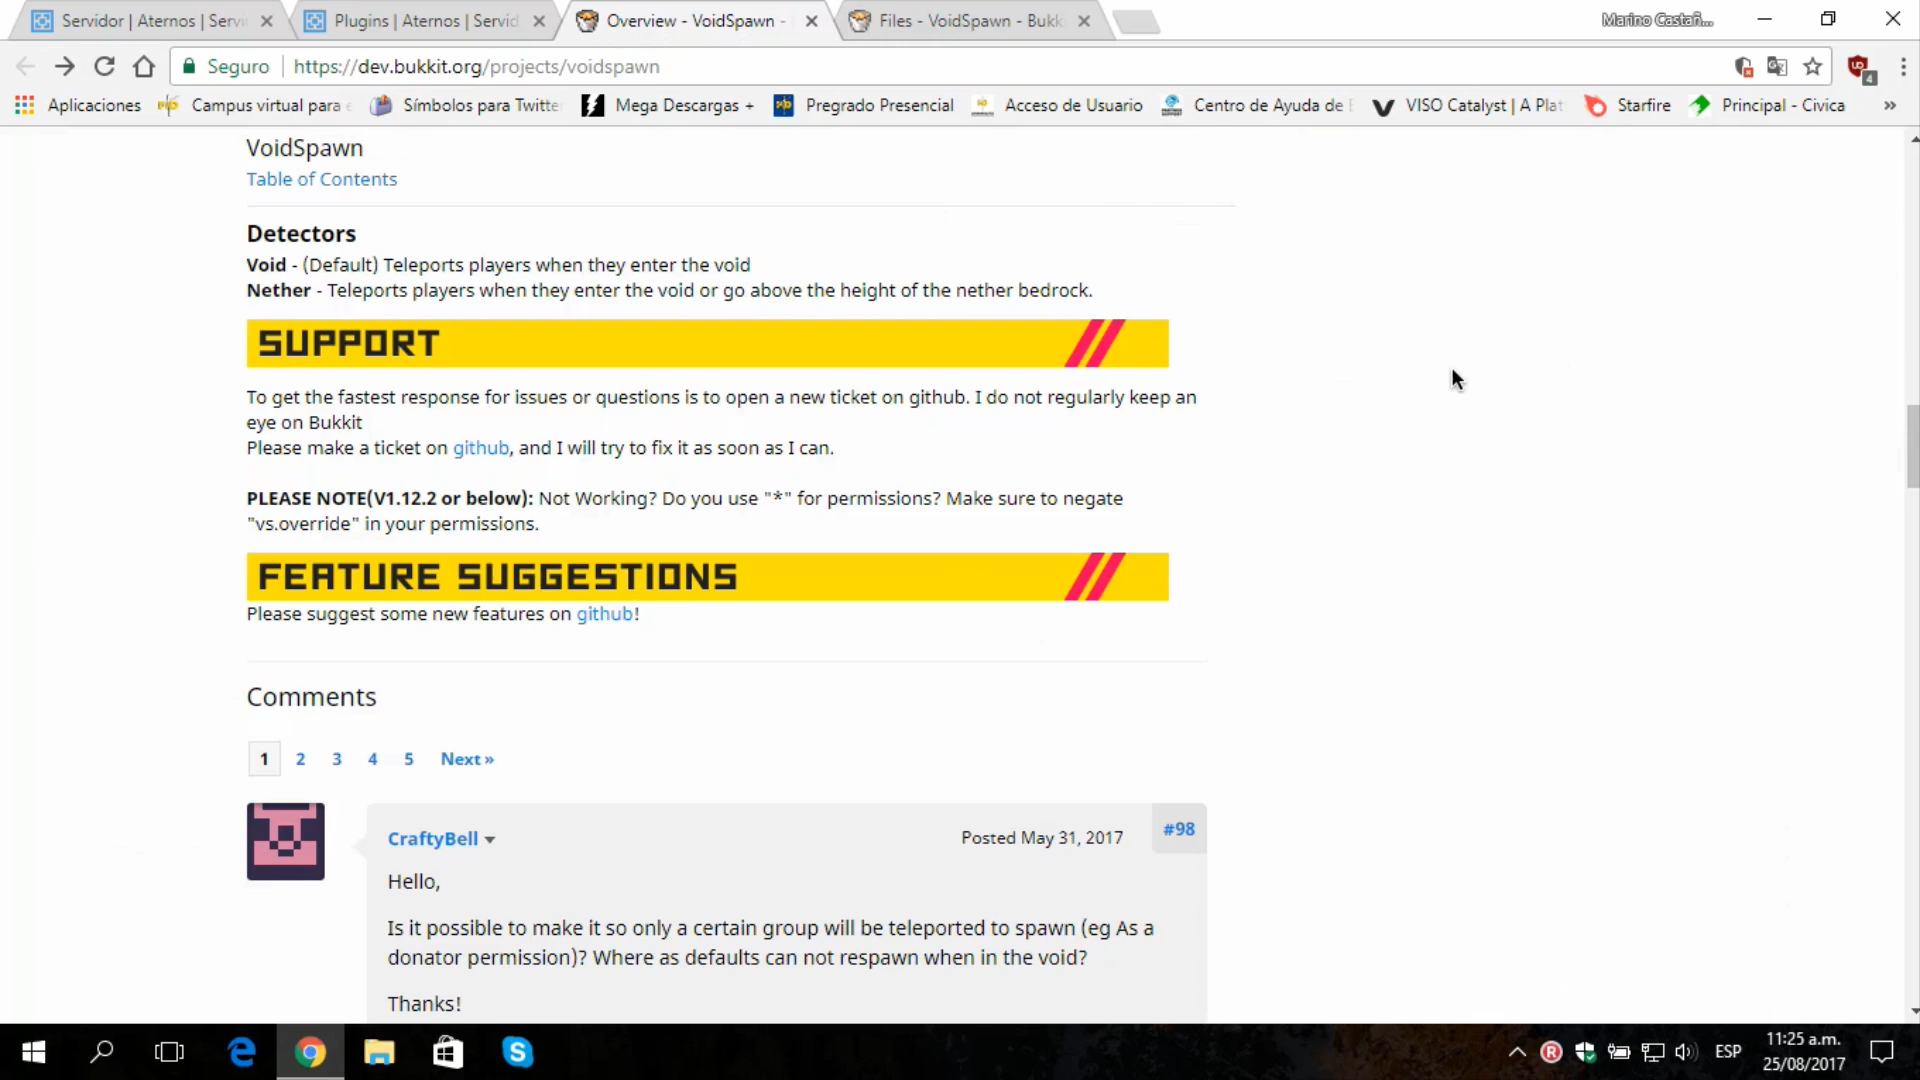 Servidor | Aternos | Servi
Plugins | Aternos | Servid
Overview - VoidSpawn -
Files - VoidSpawn - Bukk
Marino Castañ...
Seguro
https://dev.bukkit.org/projects/voidspawn
4
Aplicaciones
Campus virtual para e
Símbolos para Twitter
Mega Descargas +
Pregrado Presencial
Acceso de Usuario
Centro de Ayuda de E
VISO Catalyst | A Plat
Starfire
Principal - Civica
»
VoidSpawn
Table of Contents
Detectors
Void - (Default) Teleports players when they enter the void
Nether - Teleports players when they enter the void or go above the height of the nether bedrock.
SUPPORT
To get the fastest response for issues or questions is to open a new ticket on github. I do not regularly keep an
eye on Bukkit
Please make a ticket on github, and I will try to fix it as soon as I can.
PLEASE NOTE(V1.12.2 or below): Not Working? Do you use "*" for permissions? Make sure to negate
"vs.override" in your permissions.
FEATURE SUGGESTIONS
Please suggest some new features on github!
Comments
1 2 3 4 5 Next »
CraftyBell
Posted May 31, 2017
#98
Hello,
Is it possible to make it so only a certain group will be teleported to spawn (eg As a
donator permission)? Where as defaults can not respawn when in the void?
Thanks!
ESP
11:25 a.m.
25/08/2017